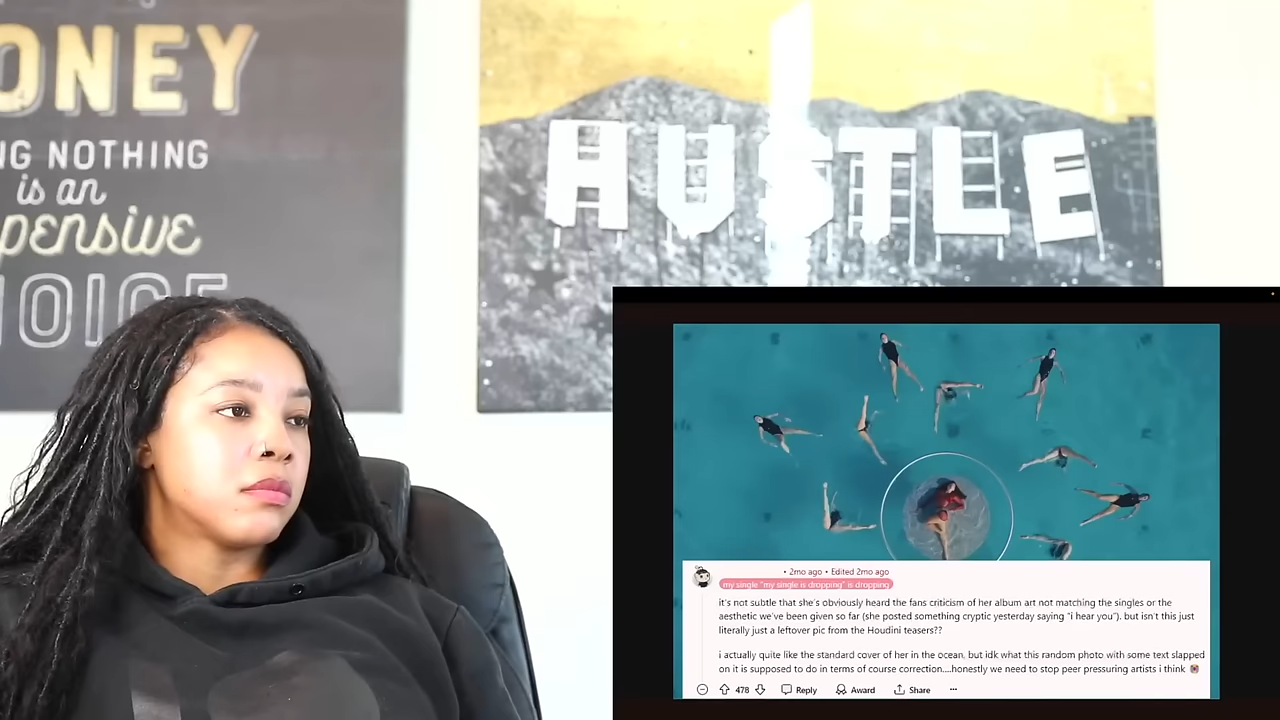 ONEY
NG NOTHING
is an
pensive
HOICE
HUSTLE
• 2mo ago • Edited 2mo ago
my single "my single is dropping" is dropping
it's not subtle that she's obviously heard the fans criticism of her album art not matching the singles or the
aesthetic we've been given so far (she posted something cryptic yesterday saying "i hear you"). but isn't this just
literally just a leftover pic from the Houdini teasers??
i actually quite like the standard cover of her in the ocean, but idk what this random photo with some text slapped
on it is supposed to do in terms of course correction....honestly we need to stop peer pressuring artists i think
478 Reply Award Share